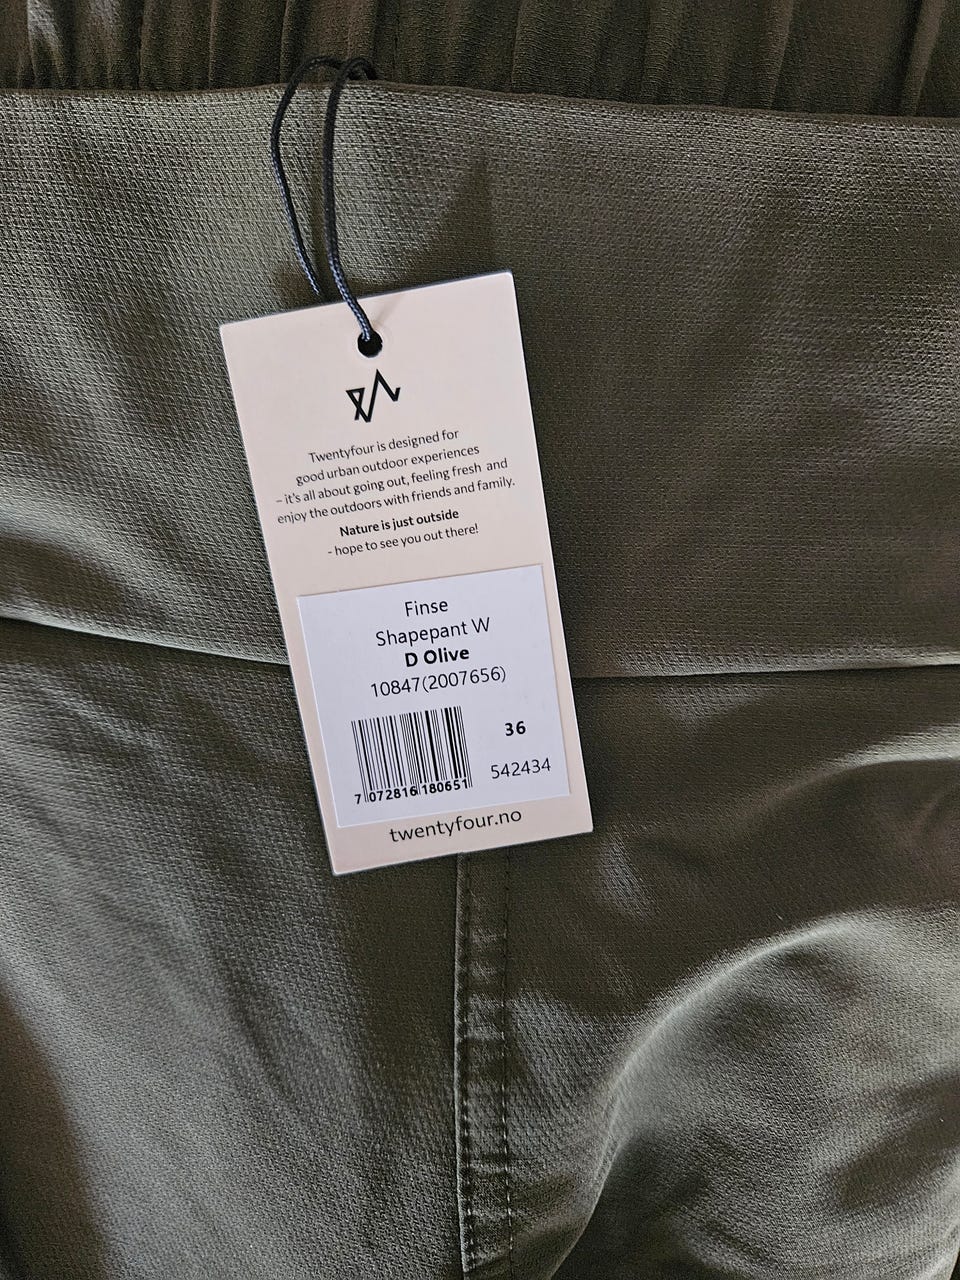 Twentyfour is designed for
good urban outdoor experiences
– it's all about going out, feeling fresh and
enjoy the outdoors with friends and family.
Nature is just outside
- hope to see you out there!
Finse
Shapepant W
D Olive
10847(2007656)
36
542434
7 072816 180651
twentyfour.no